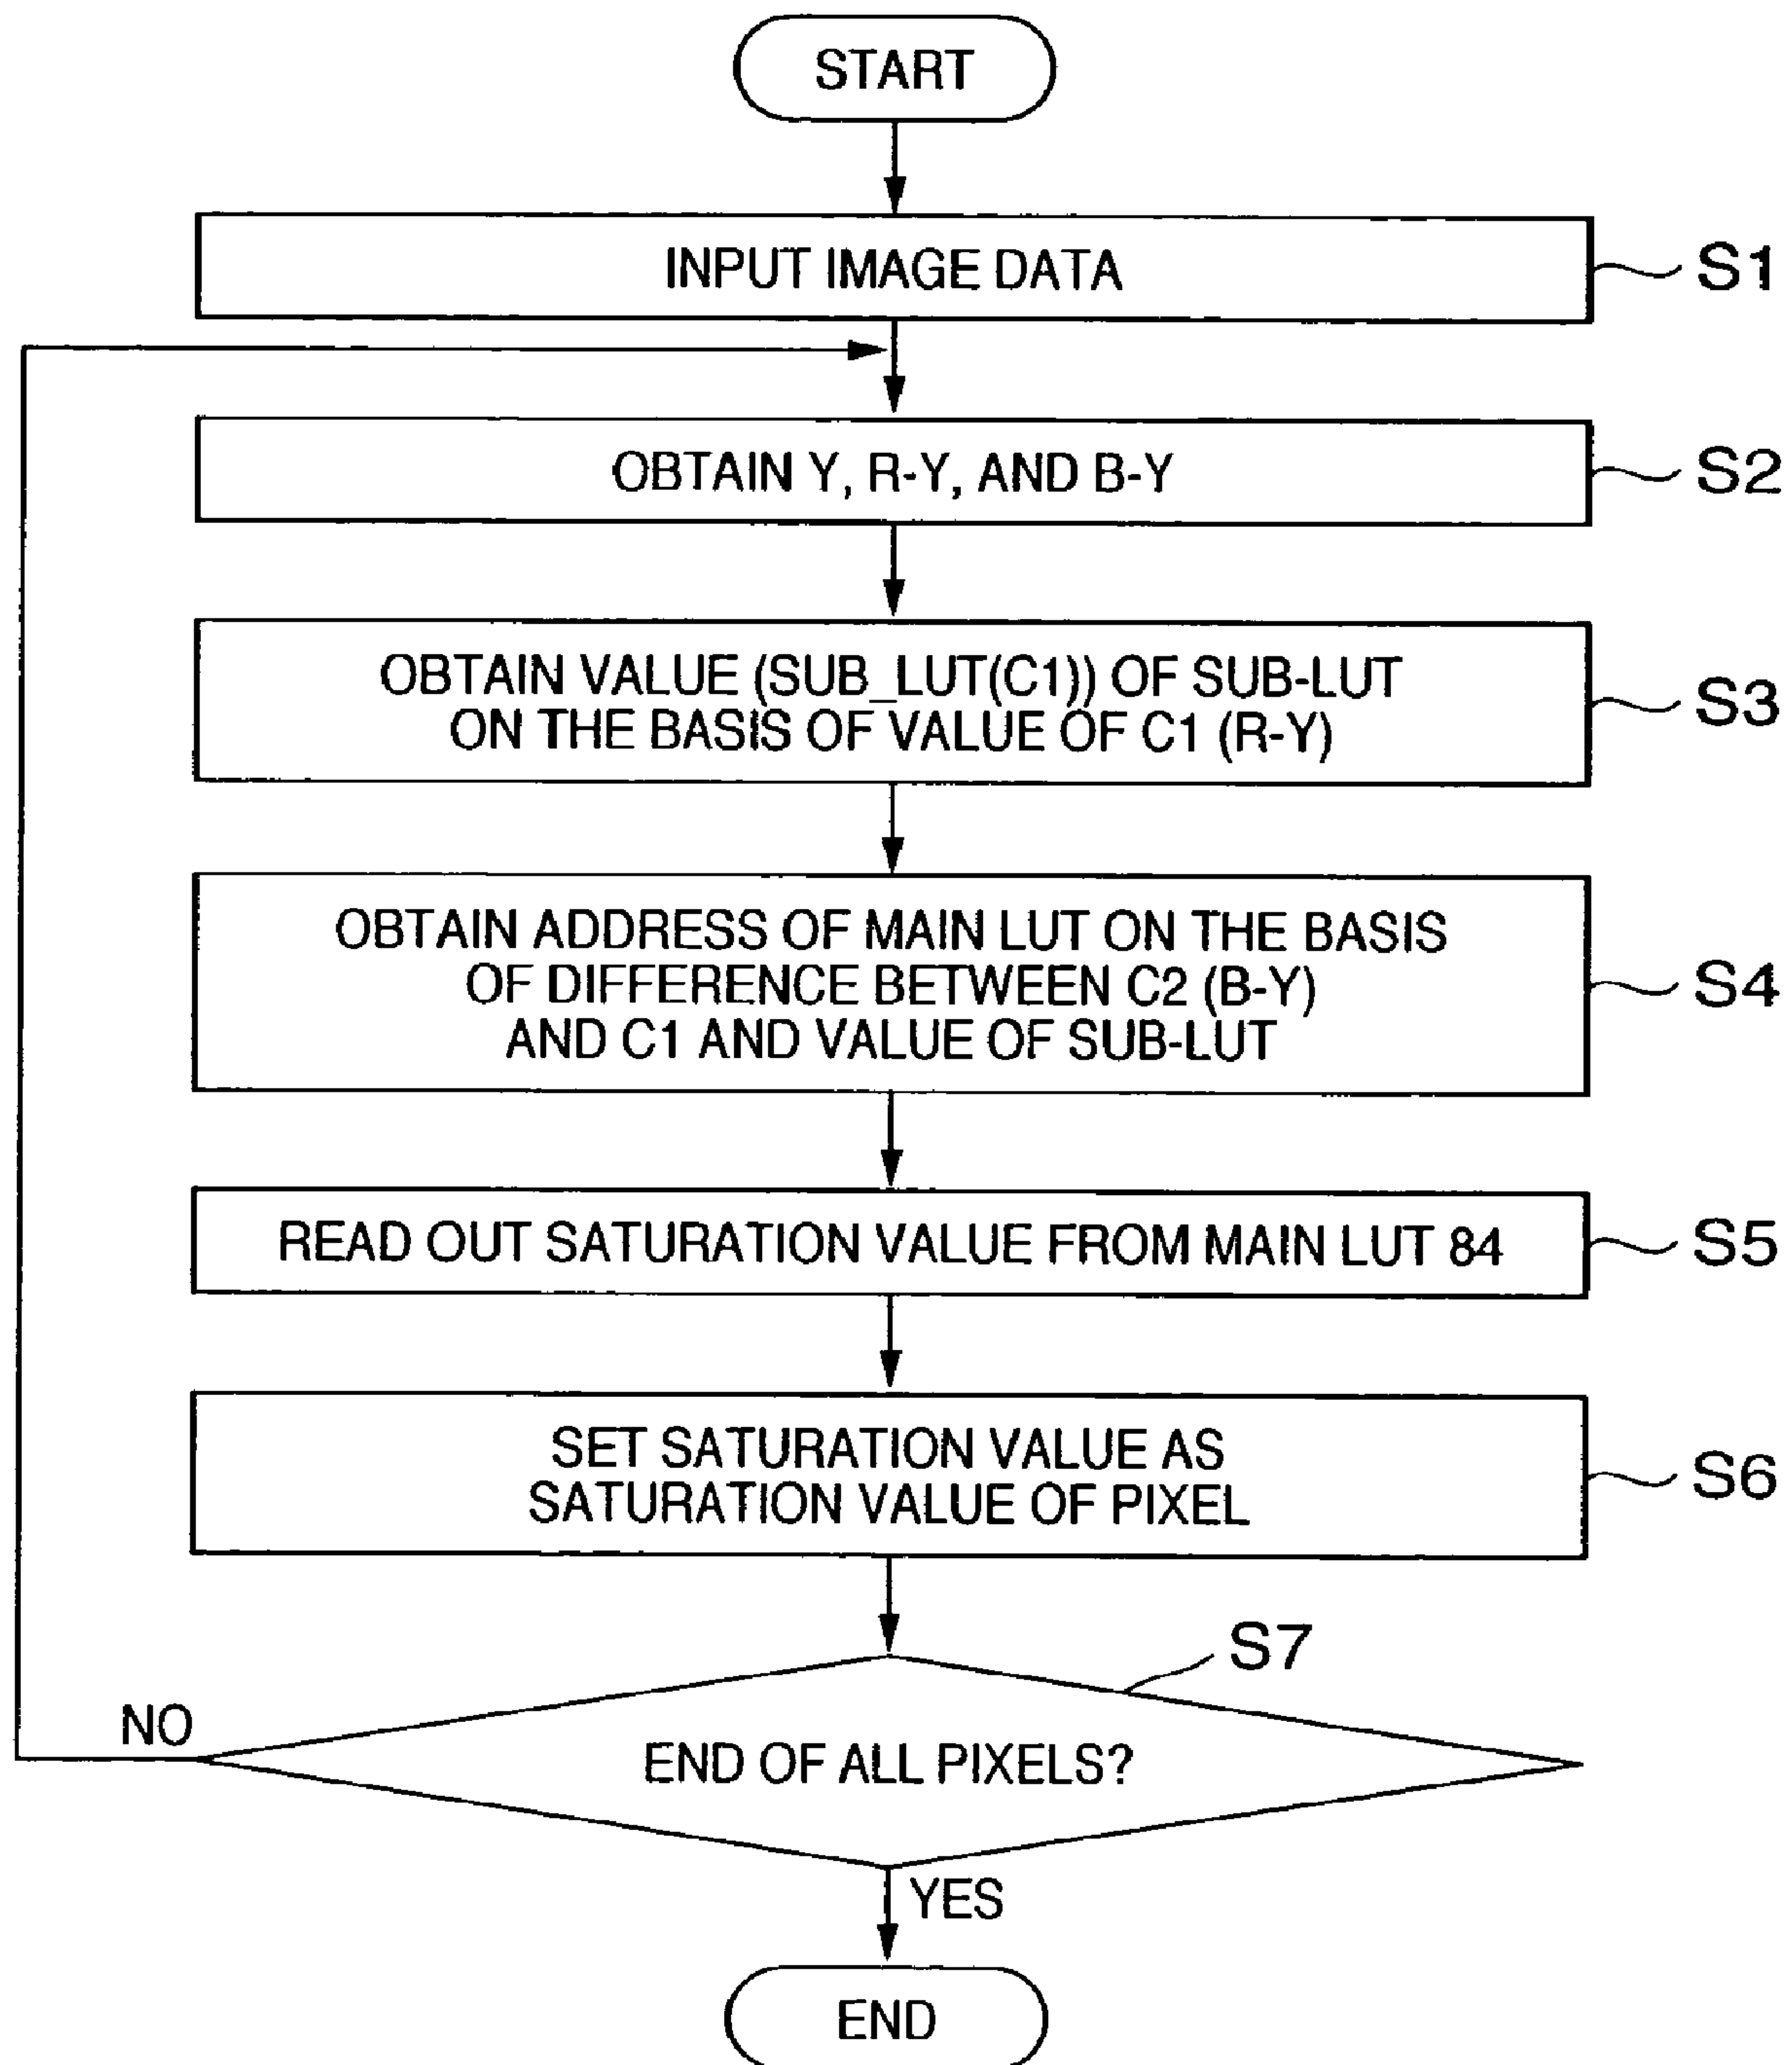 START
INPUT IMAGE DATA
S1
OBTAIN Y, R-Y, AND B-Y
S2
OBTAIN VALUE (SUB_LUT(C1)) OF SUB-LUT
ON THE BASIS OF VALUE OF C1 (R-Y)
S3
OBTAIN ADDRESS OF MAIN LUT ON THE BASIS
OF DIFFERENCE BETWEEN C2 (B-Y)
AND C1 AND VALUE OF SUB-LUT
S4
READ OUT SATURATION VALUE FROM MAIN LUT 84
S5
SET SATURATION VALUE AS
SATURATION VALUE OF PIXEL
S6
S7
NO
END OF ALL PIXELS?
YES
END